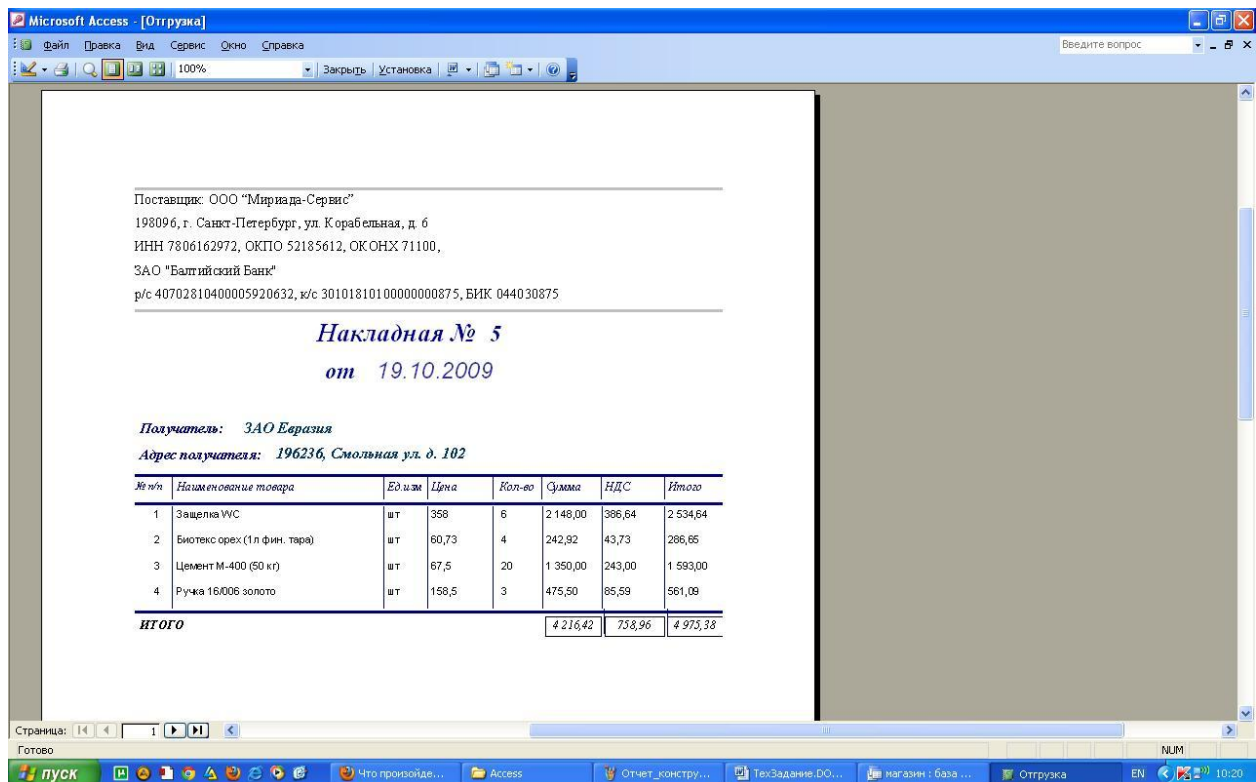 Microsoft Access - [Отгрузка]
Файл Правка Вид Сервис Окно Справка
Введите вопрос
100% Закрыть Установка
Поставщик: ООО “Мириада-Сервис”
198096, г. Санкт-Петербург, ул. Корабельная, д. 6
ИНН 7806162972, ОКПО 52185612, ОКОНХ 71100,
ЗАО "Балтийский Банк"
р/с 40702810400005920632, к/с 30101810100000000875, БИК 044030875
Накладная № 5
от 19.10.2009
Получатель: ЗАО Евразия
Адрес получателя: 196236, Смольная ул. д. 102
№ п/п Наименование товара Ед.изм Цена Кол-во Сумма НДС Итого
1 Защелка WC шт 358 6 2 148,00 386,64 2 534,64
2 Биотекс орех (1л фин. тара) шт 60,73 4 242,92 43,73 286,65
3 Цемент М-400 (50 кг) шт 67,5 20 1 350,00 243,00 1 593,00
4 Ручка 16/006 золото шт 158,5 3 475,50 85,59 561,09
ИТОГО 4 216,42 758,96 4 975,38
Страница: 1
Готово NUM
пуск Что произойде... Access Отчет_констру... ТехЗадание.DO... магазин : база ... Отгрузка EN 10:20